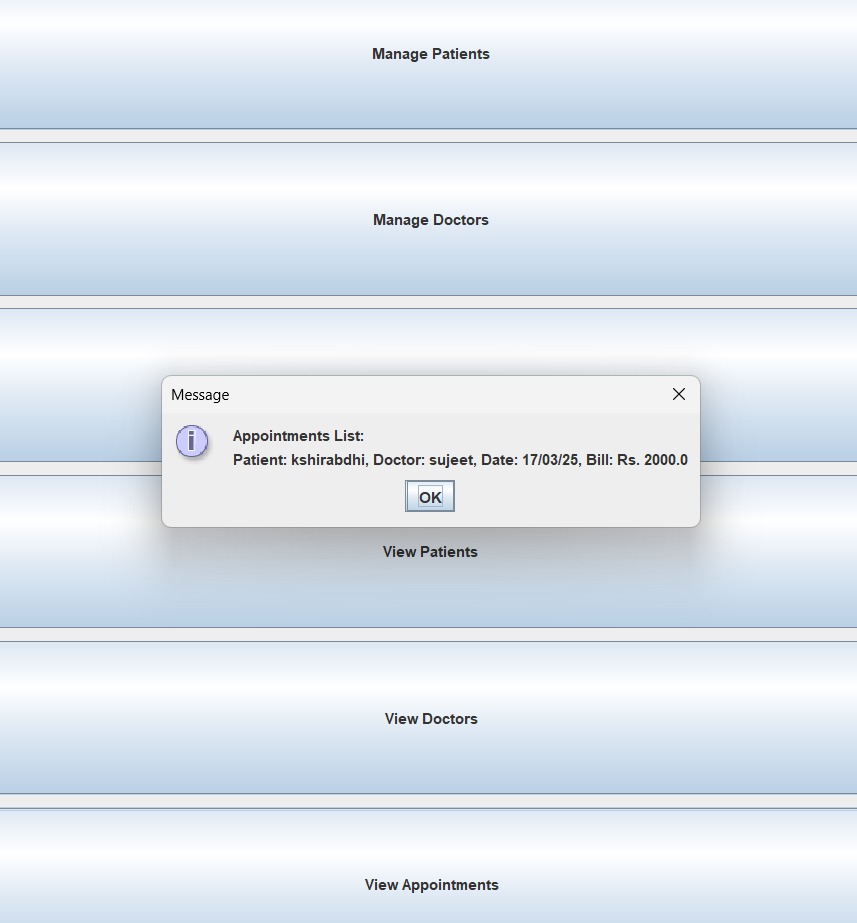 Manage Patients
Manage Doctors
Message
Appointments List:
Patient: kshirabdhi, Doctor: sujeet, Date: 17/03/25, Bill: Rs. 2000.0
OK
View Patients
View Doctors
View Appointments